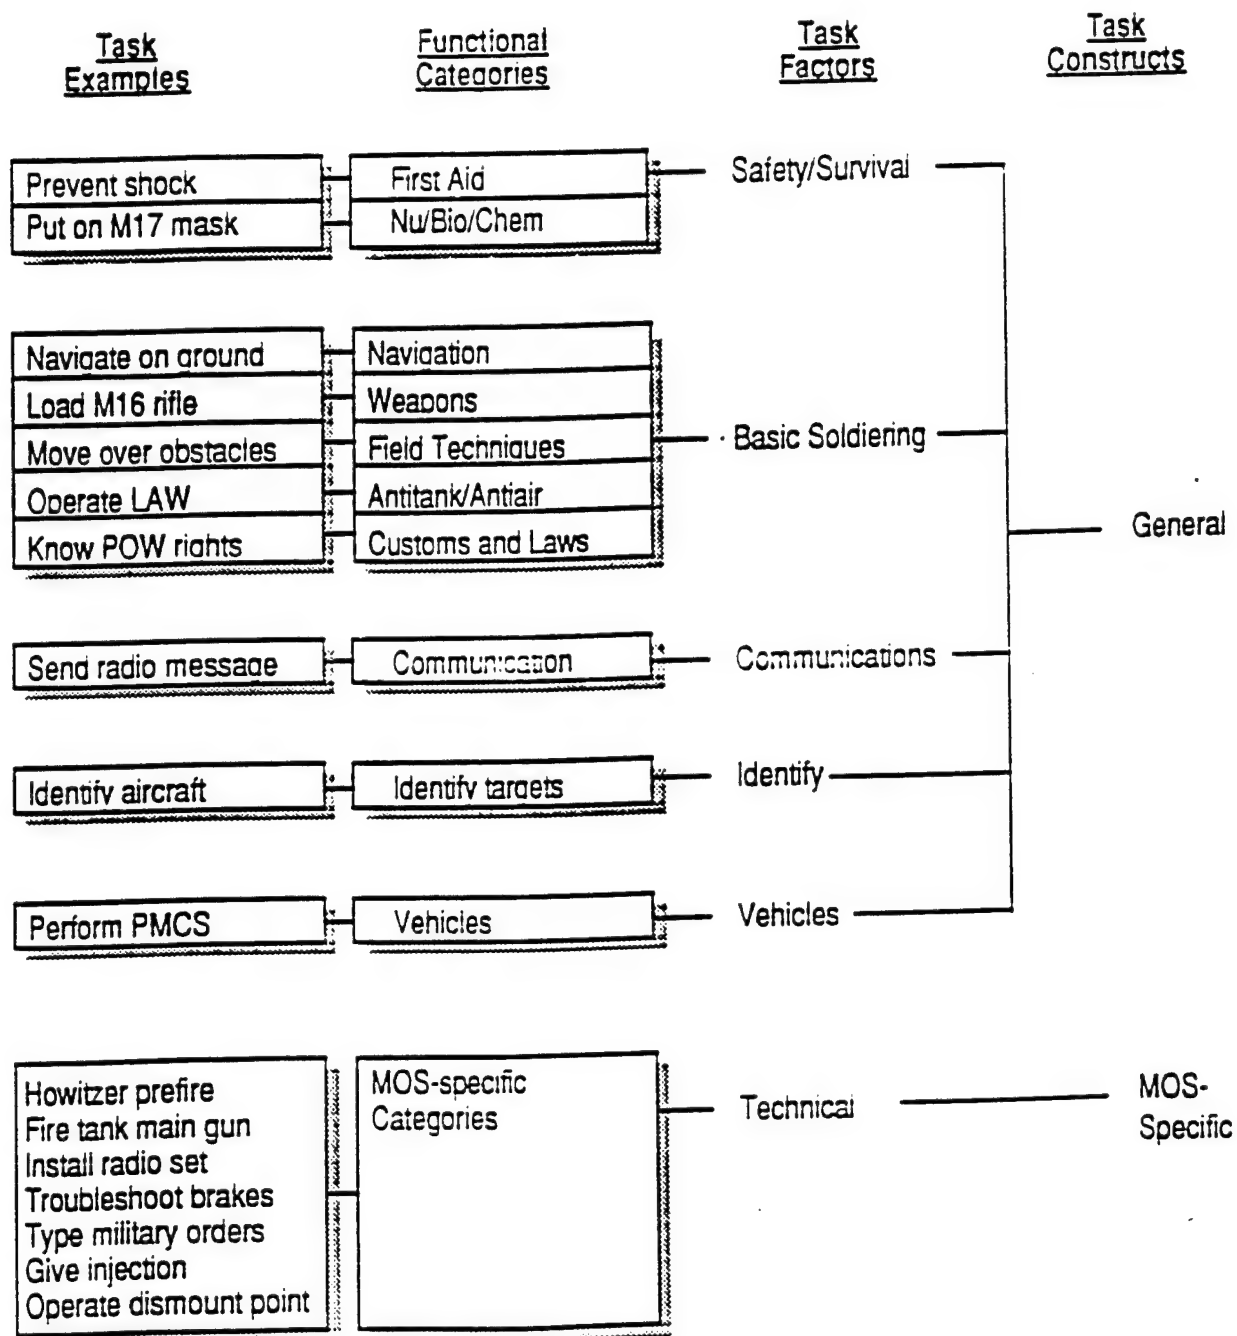 Task Examples
Functional Categories
Task Factors
Task Constructs
Prevent shock
First Aid
Safety/Survival
Put on M17 mask
Nu/Bio/Chem
Navigate on ground
Navigation
Load M16 rifle
Weapons
Move over obstacles
Field Techniques
Basic Soldiering
Operate LAW
Antitank/Antiair
Know POW rights
Customs and Laws
General
Send radio message
Communication
Communications
Identify aircraft
Identify targets
Identify
Perform PMCS
Vehicles
Vehicles
Howitzer prefire
Fire tank main gun
Install radio set
Troubleshoot brakes
Type military orders
Give injection
Operate dismount point
MOS-specific
Categories
Technical
MOS-
Specific